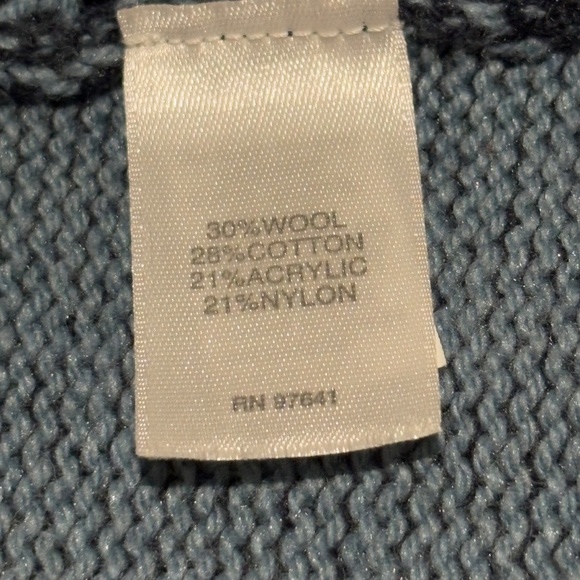 30%WOOL
28%COTTON
21%ACRYLIC
21%NYLON
RN 97641